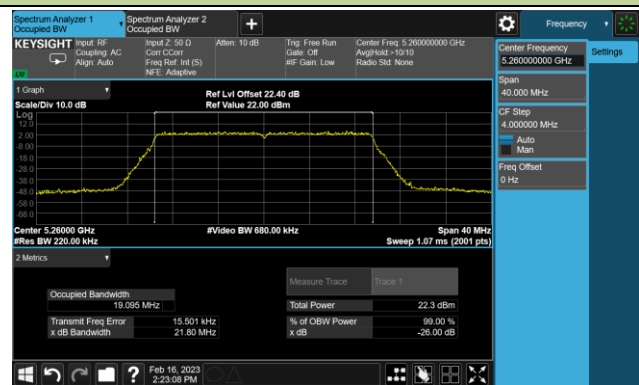 Spectrum Analyzer 1
Occupied BW
Spectrum Analyzer 2
Occupied BW
+
Frequency
KEYSIGHT
Input: RF
Coupling: AC
Align: Auto
Input Z: 50 Ω
Corr CCorr
Freq Ref: Int (S)
NFE: Adaptive
Atten: 10 dB
Trig: Free Run
Gate: Off
#IF Gain: Low
Center Freq: 5.260000000 GHz
Avg|Hold:>10/10
Radio Std: None
Center Frequency
5.260000000 GHz
Settings
Span
40.000 MHz
CF Step
4.000000 MHz
Auto
Man
Freq Offset
0 Hz
1 Graph
Scale/Div 10.0 dB
Ref Lvl Offset 22.40 dB
Ref Value 22.00 dBm
Log
12.0
2.00
-8.00
-18.0
-28.0
-38.0
-48.0
-58.0
-68.0
Center 5.26000 GHz
#Res BW 220.00 kHz
#Video BW 680.00 kHz
Span 40 MHz
Sweep 1.07 ms (2001 pts)
2 Metrics
Measure Trace
Trace 1
Occupied Bandwidth
19.095 MHz
Total Power
22.3 dBm
Transmit Freq Error
15.501 kHz
% of OBW Power
99.00 %
x dB Bandwidth
21.80 MHz
x dB
-26.00 dB
?
Feb 16, 2023
2:23:08 PM